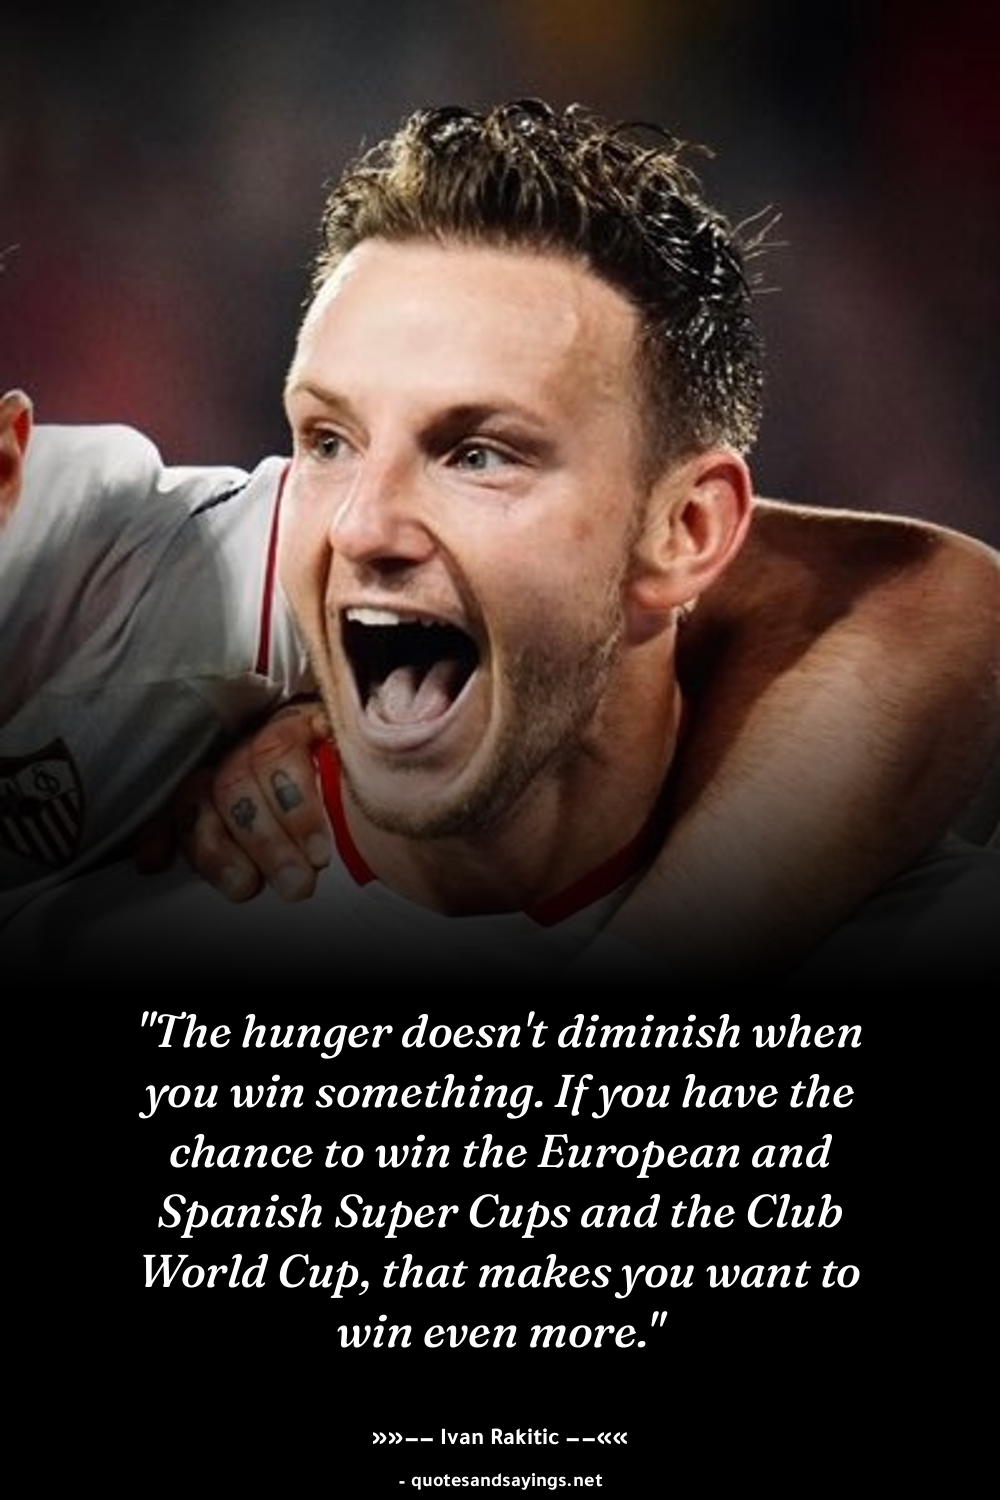 "The hunger doesn't diminish when
you win something. If you have the
chance to win the European and
Spanish Super Cups and the Club
World Cup, that makes you want to
win even more."
»»–– Ivan Rakitic ––««
- quotesandsayings.net